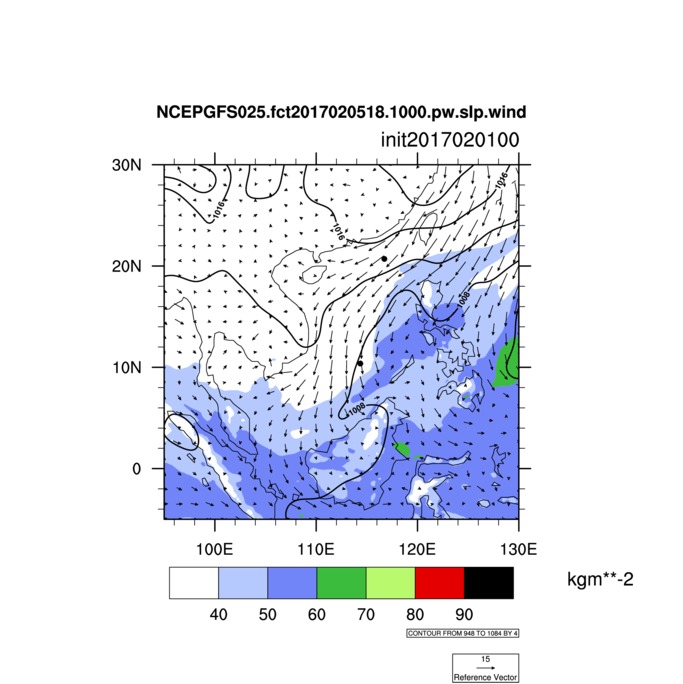 NCEPGFS025.fct2017020518.1000.pw.slp.wind
init2017020100
30N
20N
10N
0
1016
1016
1016
1008
1008
100E 110E 120E 130E
40 50 60 70 80 90
kgm**-2
CONTOUR FROM 948 TO 1084 BY 4
15
Reference Vector